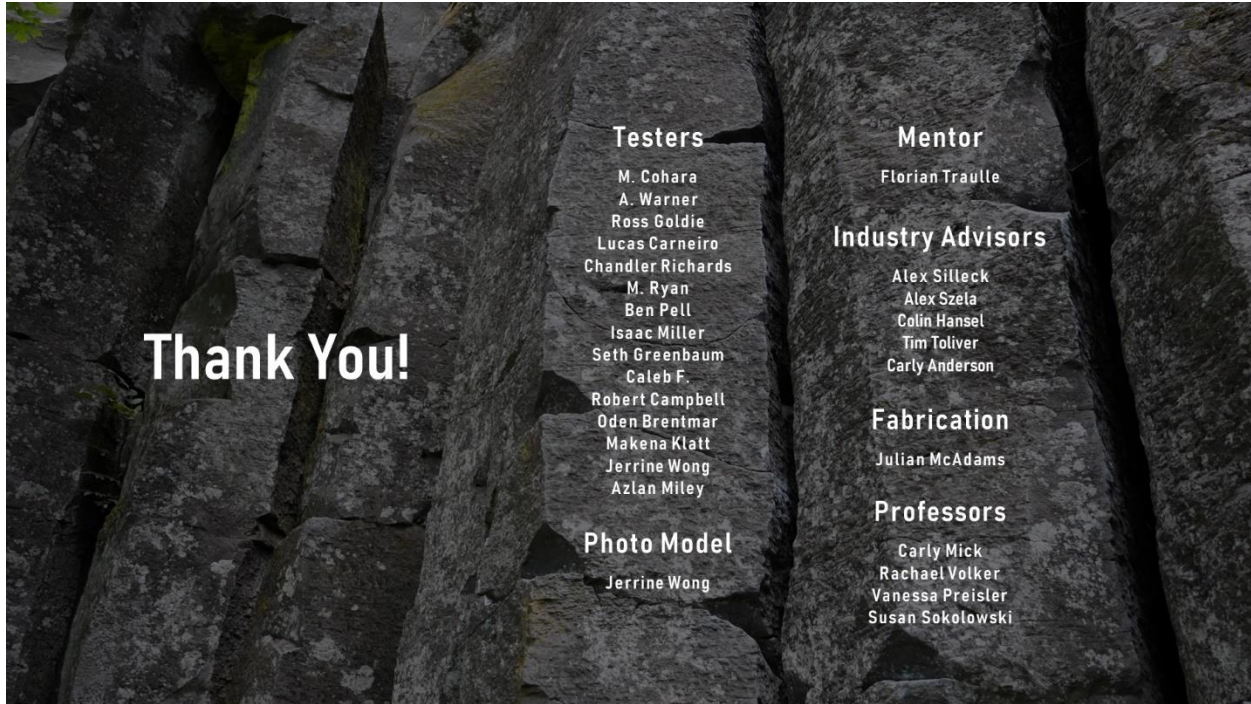 Thank You!
Testers
M. Cohara
A. Warner
Ross Goldie
Lucas Carneiro
Chandler Richards
M. Ryan
Ben Pell
Isaac Miller
Seth Greenbaum
Caleb F.
Robert Campbell
Oden Brentmar
Makena Klatt
Jerrine Wong
Azlan Miley
Photo Model
Jerrine Wong
Mentor
Florian Traulle
Industry Advisors
Alex Silleck
Alex Szela
Colin Hansel
Tim Toliver
Carly Anderson
Fabrication
Julian McAdams
Professors
Carly Mick
Rachael Volker
Vanessa Preisler
Susan Sokolowski